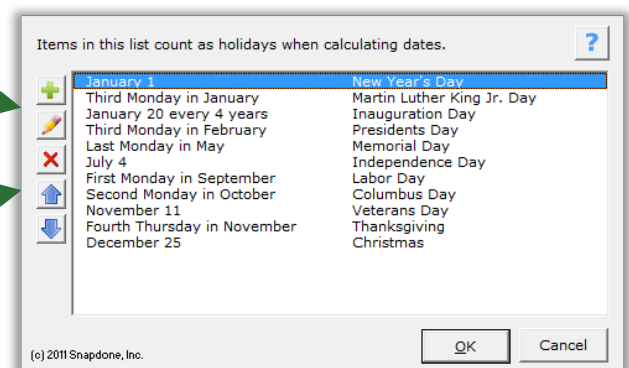 Items in this list count as holidays when calculating dates.
?
January 1 New Year's Day
Third Monday in January Martin Luther King Jr. Day
January 20 every 4 years Inauguration Day
Third Monday in February Presidents Day
Last Monday in May Memorial Day
July 4 Independence Day
First Monday in September Labor Day
Second Monday in October Columbus Day
November 11 Veterans Day
Fourth Thursday in November Thanksgiving
December 25 Christmas
OK Cancel
(c) 2011 Snapdone, Inc.